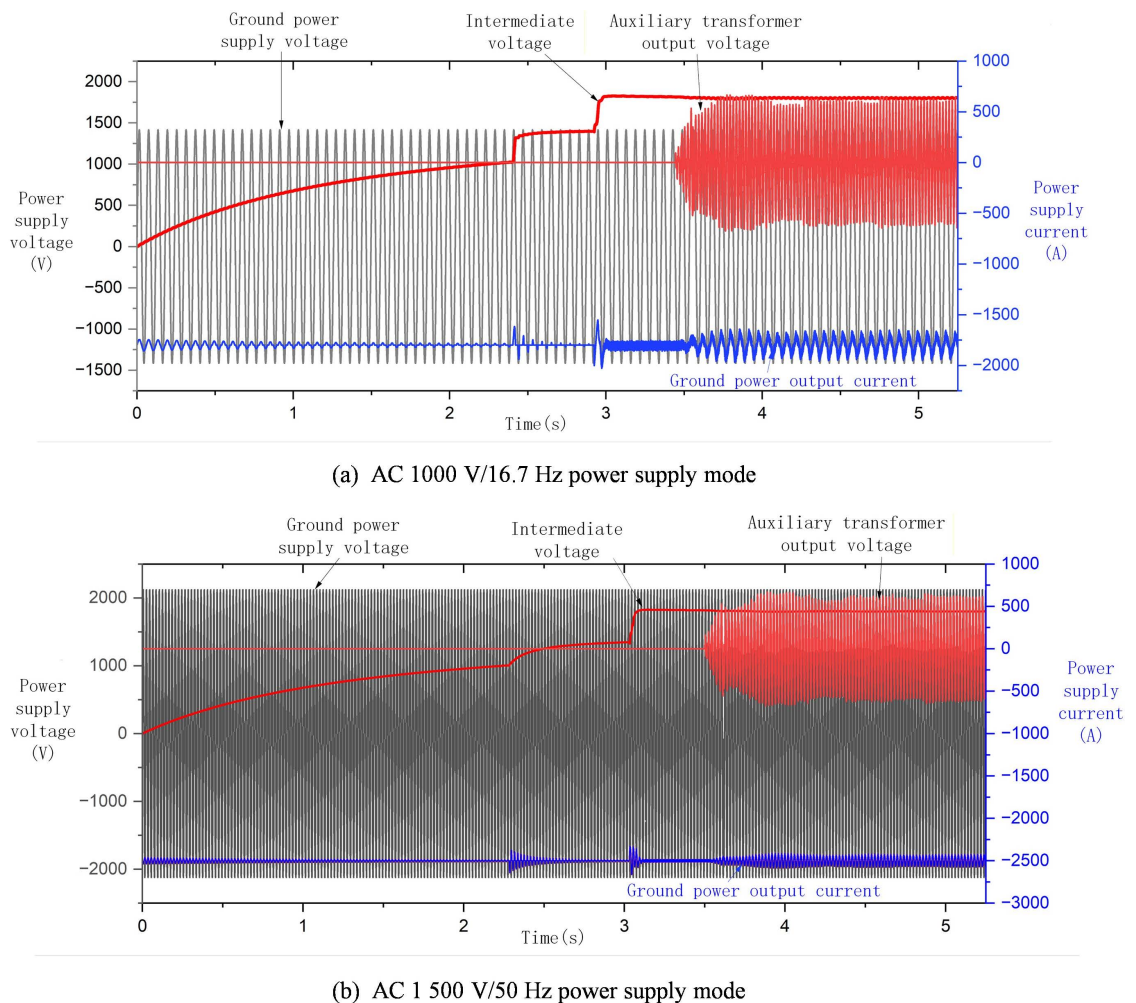 Ground power
supply voltage
Intermediate
voltage
Auxiliary transformer
output voltage
2000
1500
1000
500
0
−500
−1000
−1500
Power
supply
voltage
(V)
1000
500
0
−500
−1000
−1500
−2000
Power
supply
current
(A)
Ground power output current
0
1
2
3
4
5
Time(s)
(a) AC 1000 V/16.7 Hz power supply mode
Ground power
supply voltage
Intermediate
voltage
Auxiliary transformer
output voltage
2000
1000
0
−1000
−2000
Power
supply
voltage
(V)
1000
500
0
−500
−1000
−1500
−2000
−2500
−3000
Power
supply
current
(A)
Ground power output current
0
1
2
3
4
5
Time(s)
(b) AC 1 500 V/50 Hz power supply mode